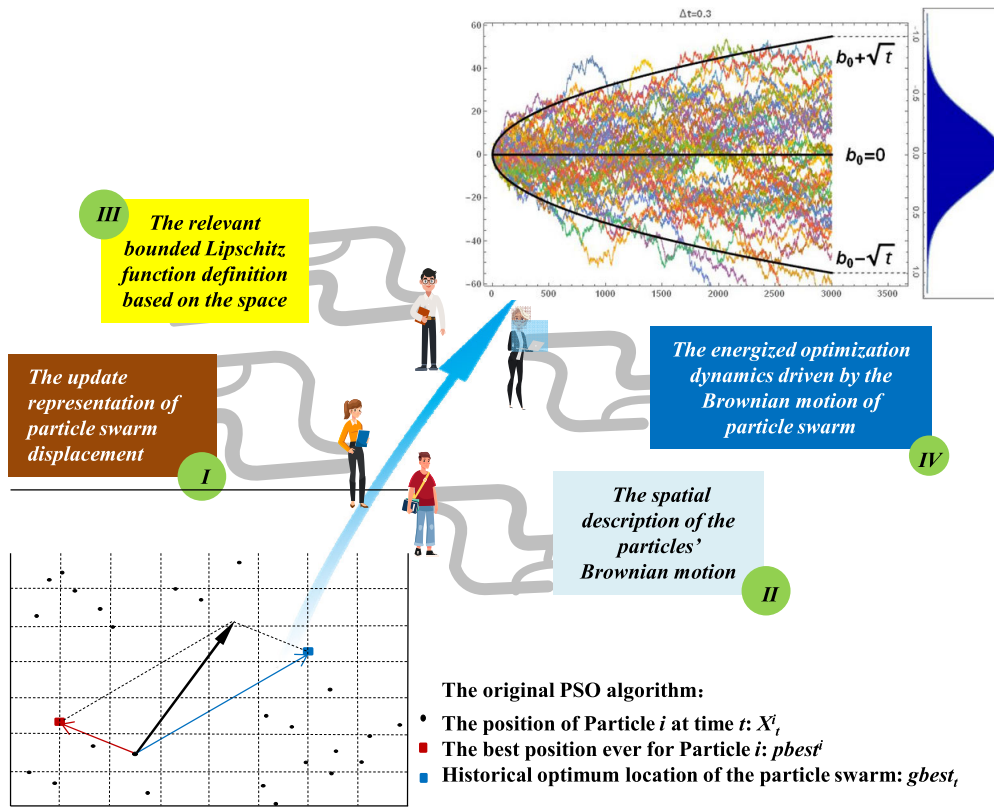 Δt=0.3
60
40
20
0
-20
-40
-60
0
500
1000
1500
2000
2500
3000
3500
b₀+√t
b₀=0
b₀−√t
-1.0
-0.5
0.0
0.5
1.0
III
The relevant
bounded Lipschitz
function definition
based on the space
The update
representation of
particle swarm
displacement
I
The energized optimization
dynamics driven by the
Brownian motion of
particle swarm
IV
The spatial
description of the
particles’
Brownian motion
II
The original PSO algorithm：
The position of Particle i at time t: Xⁱₜ
The best position ever for Particle i: pbestⁱ
Historical optimum location of the particle swarm: gbestₜ